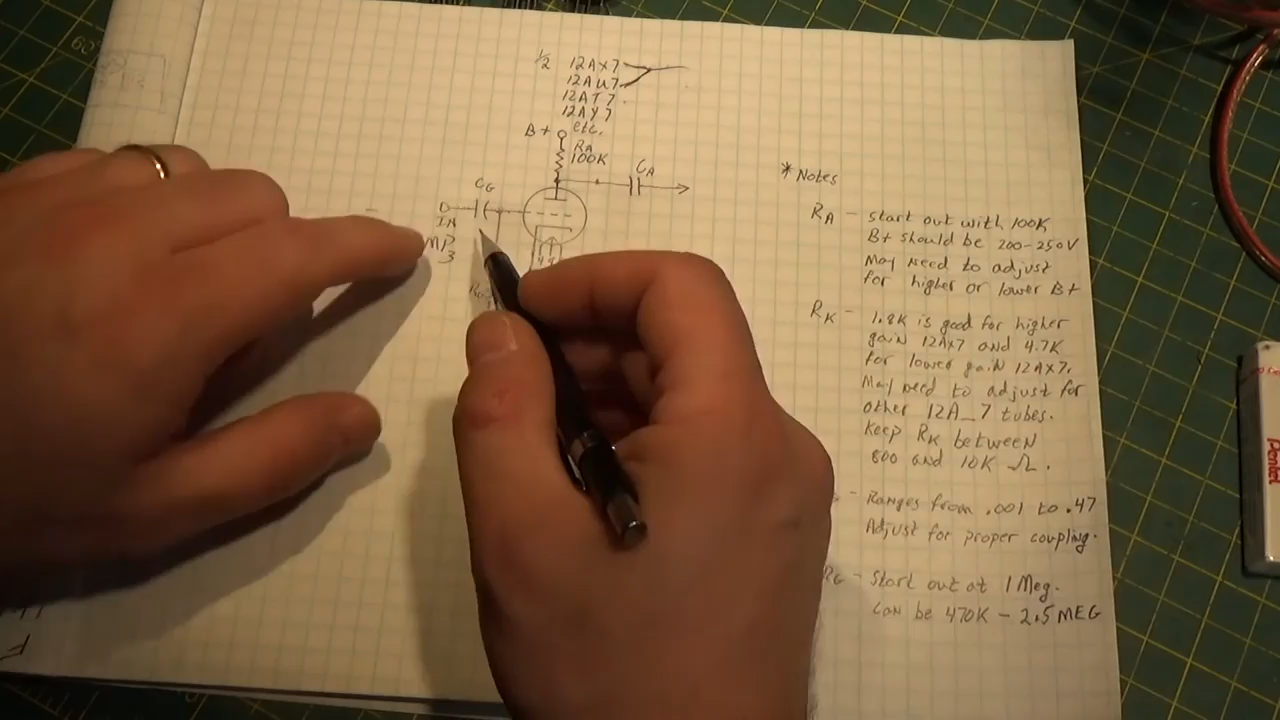 1/2 12AX7
12AU7
12AT7
12AY7
etc.
B+
RA
100K
CA
CG
IN
MP
3
* Notes
RA - start out with 100K
B+ should be 200-250V
May need to adjust
for higher or lower B+
RK - 1.8K is good for higher
gain 12AX7 and 4.7K
for lower gain 12AX7.
May need to adjust for
other 12A_7 tubes.
Keep RK between
800 and 10K Ω.
- Ranges from .001 to .47
Adjust for proper coupling.
RG - Start out at 1 Meg.
can be 470K - 2.5 MEG
Pentel